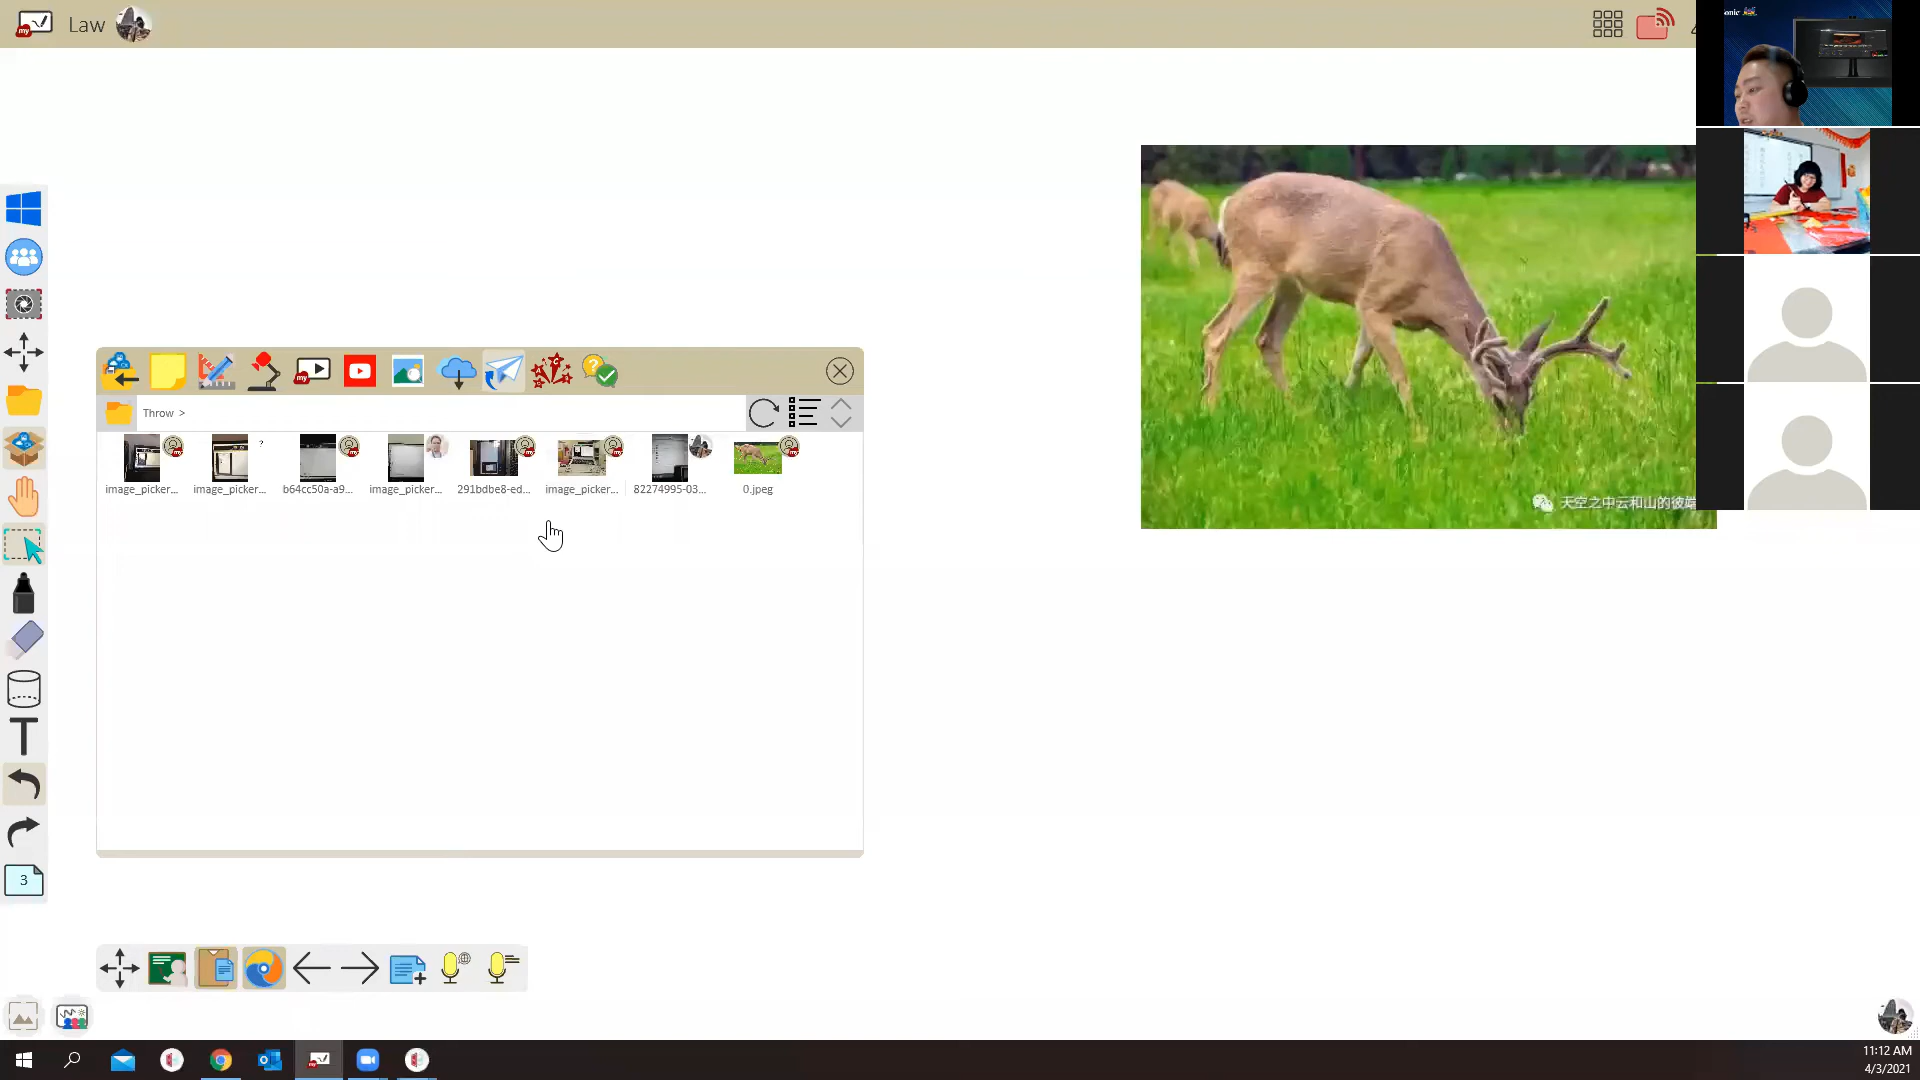 Law
onic
Throw >
?
image_picker...
image_picker...
b64cc50a-a9...
image_picker...
291bdbe8-ed...
image_picker...
82274995-03...
0.jpeg
天空之中云和山的彼端
T
3
11:12 AM
4/3/2021